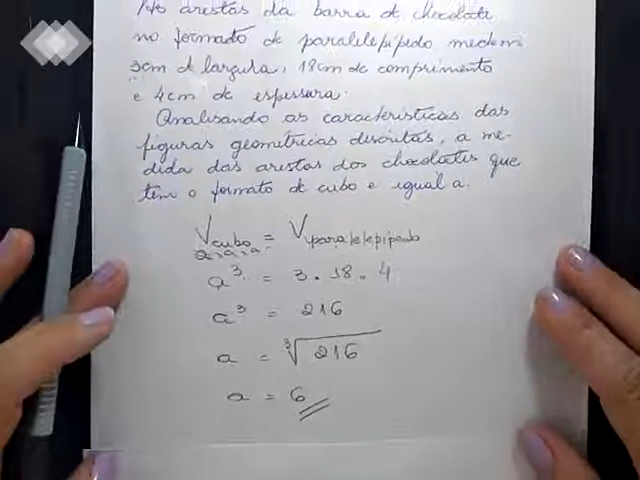 As arestas da barra de chocolate
no formato de paralelepípedo medem
3cm de largura, 18cm de comprimento
e 4cm de espessura.
Analisando as características das
figuras geométricas descritas, a me-
dida das arestas dos chocolates que
têm o formato de cubo é igual a.
Vcubo = Vparalelepípedo
a.a.a
a³ = 3.18.4
a³ = 216
a = ³√216
a = 6